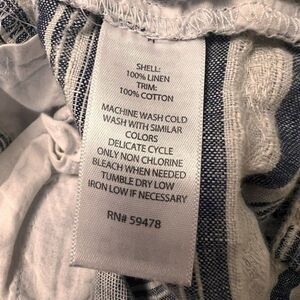 SHELL:
100% LINEN
TRIM:
100% COTTON
MACHINE WASH COLD
WASH WITH SIMILAR
COLORS
DELICATE CYCLE
ONLY NON CHLORINE
BLEACH WHEN NEEDED
TUMBLE DRY LOW
IRON LOW IF NECESSARY
RN# 59478